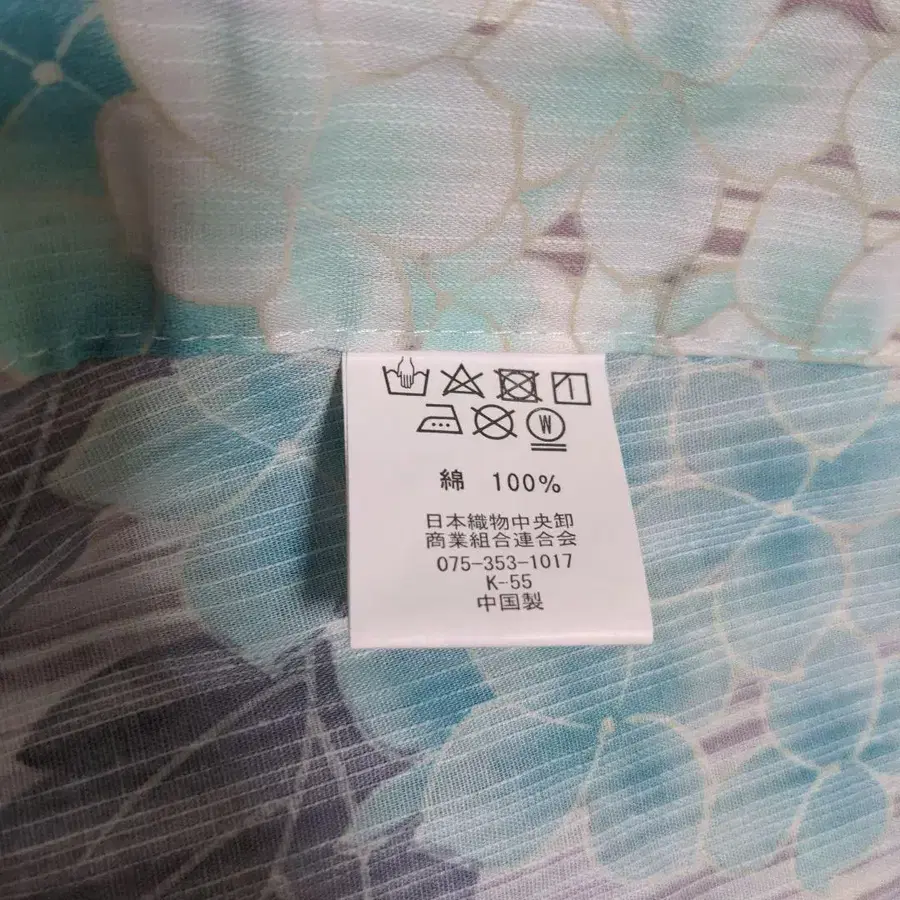 W
綿 100%
日本織物中央卸
商業組合連合会
075-353-1017
K-55
中国製